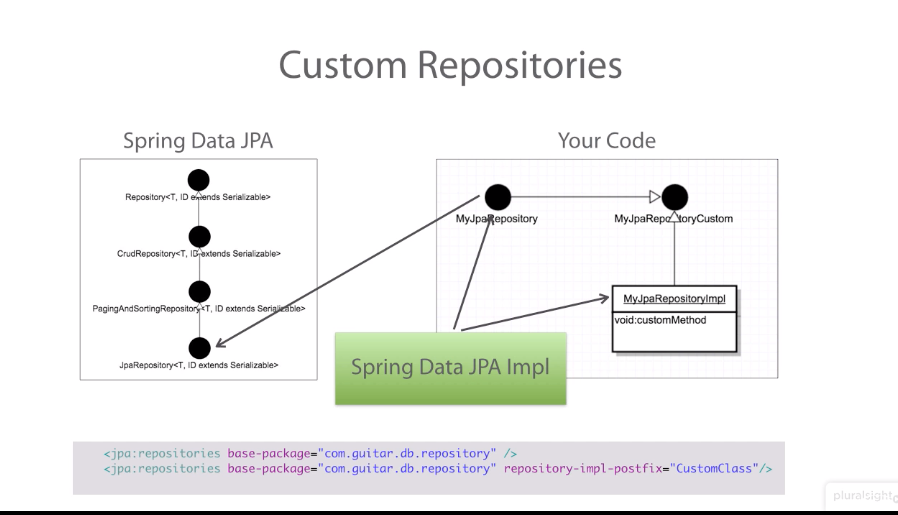 Custom Repositories
Spring Data JPA
Repository<T, ID extends Serializable>
CrudRepository<T, ID extends Serializable>
PagingAndSortingRepository<T, ID extends Serializable>
JpaRepository<T, ID extends Serializable>
Your Code
MyJpaRepository
MyJpaRepositoryCustom
MyJpaRepositoryImpl
void:customMethod
Spring Data JPA Impl
<jpa:repositories base-package="com.guitar.db.repository" />
<jpa:repositories base-package="com.guitar.db.repository" repository-impl-postfix="CustomClass"/>
pluralsight